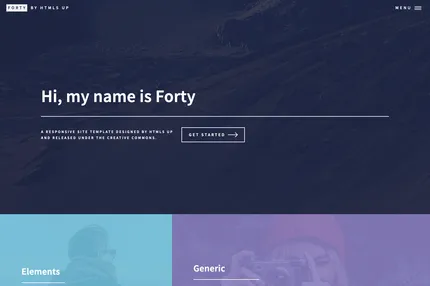 FORTY BY HTML5 UP
MENU
Hi, my name is Forty
A RESPONSIVE SITE TEMPLATE DESIGNED BY HTML5 UP
AND RELEASED UNDER THE CREATIVE COMMONS.
GET STARTED
Elements
Generic